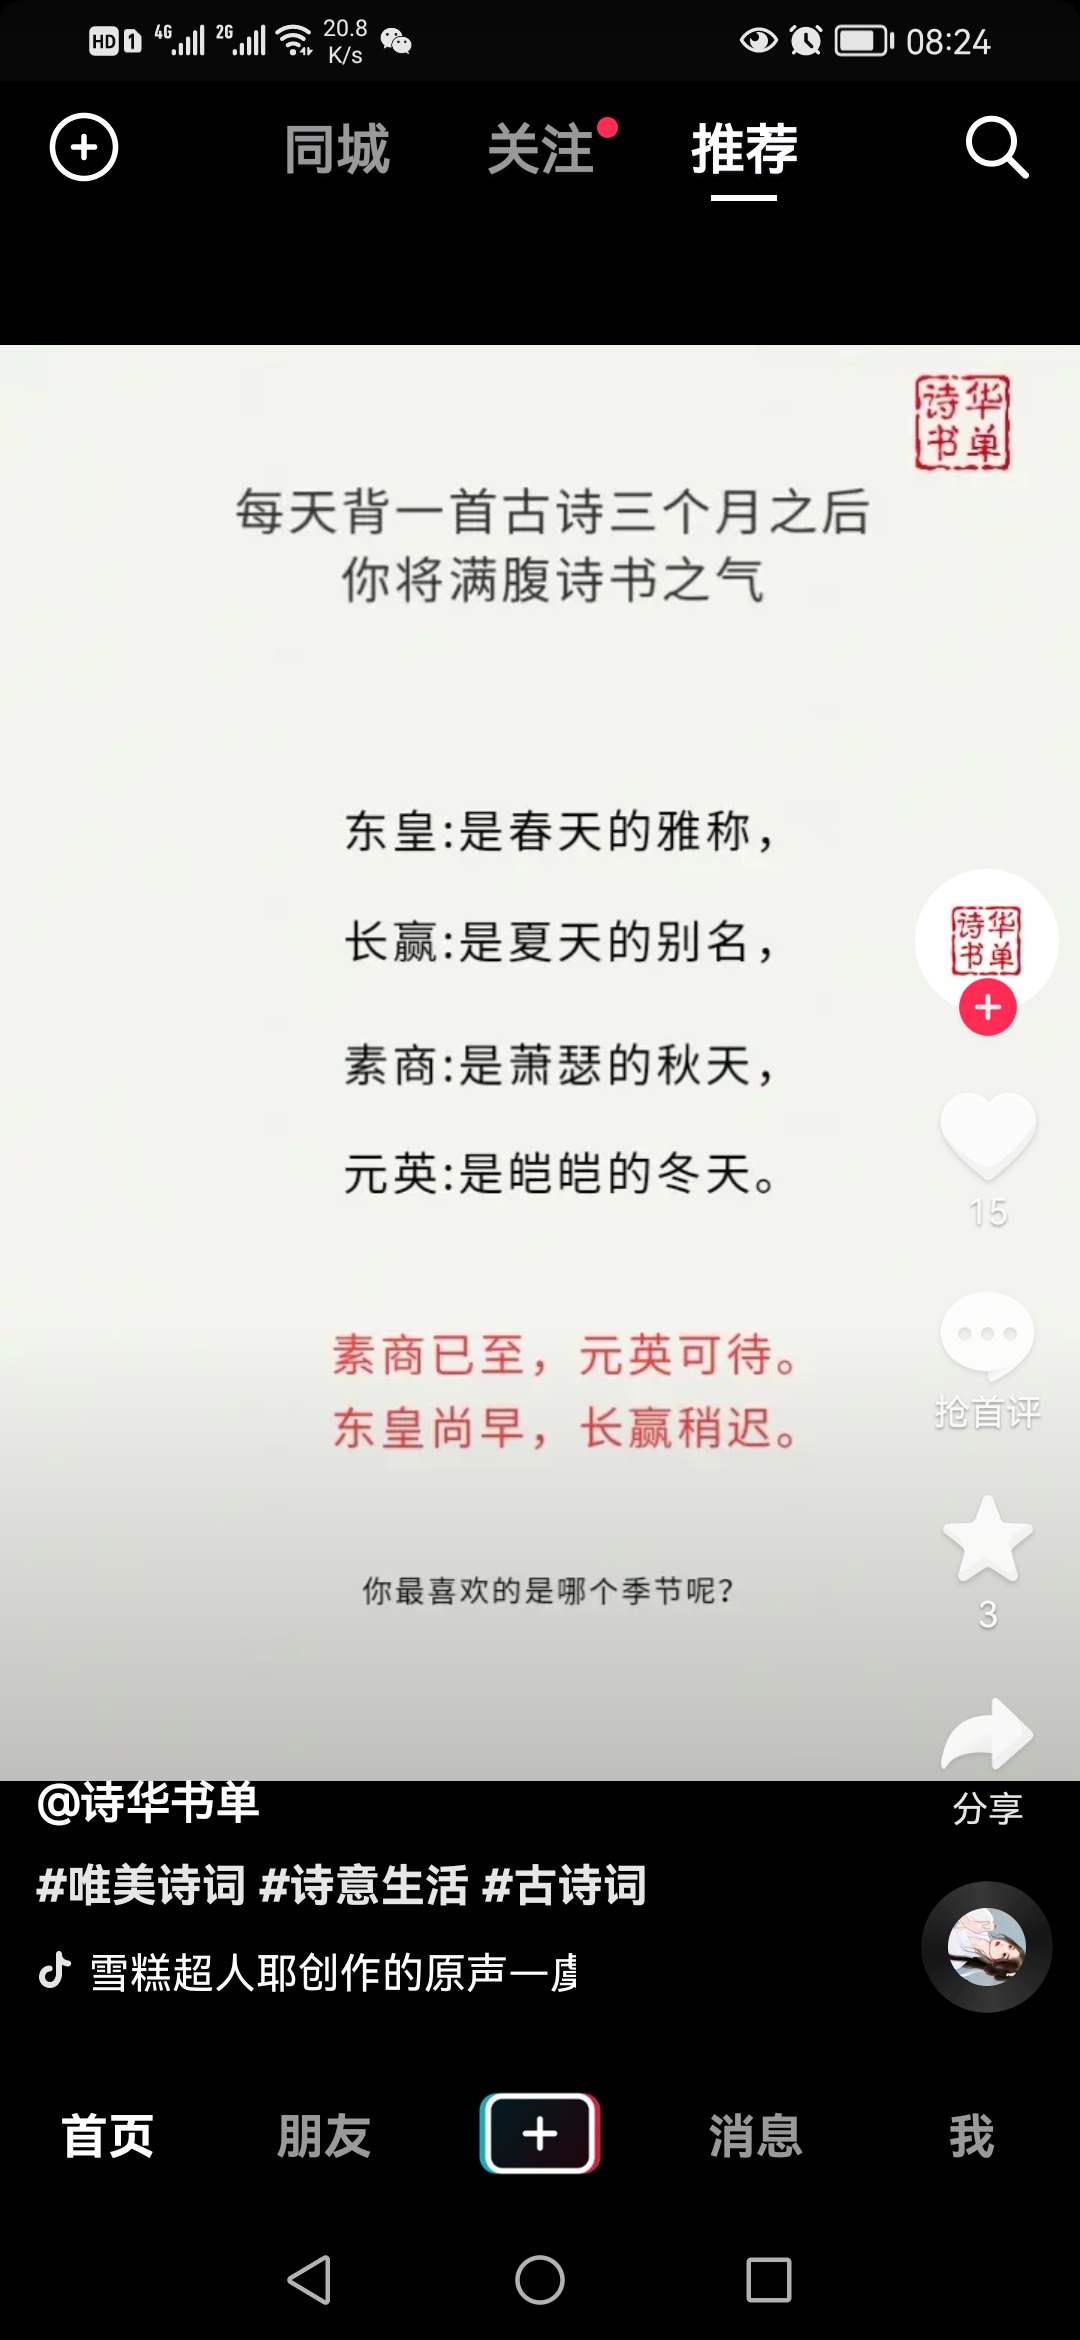 HD 1 4G 2G 20.8 K/s 08:24
同城 关注 推荐
诗华
书单
每天背一首古诗三个月之后
你将满腹诗书之气
东皇:是春天的雅称，
长赢:是夏天的别名，
诗华
书单
素商:是萧瑟的秋天，
元英:是皑皑的冬天。
15
素商已至，元英可待。
抢首评
东皇尚早，长赢稍迟。
你最喜欢的是哪个季节呢？
3
@诗华书单
分享
#唯美诗词 #诗意生活 #古诗词
雪糕超人耶创作的原声一
首页 朋友 消息 我